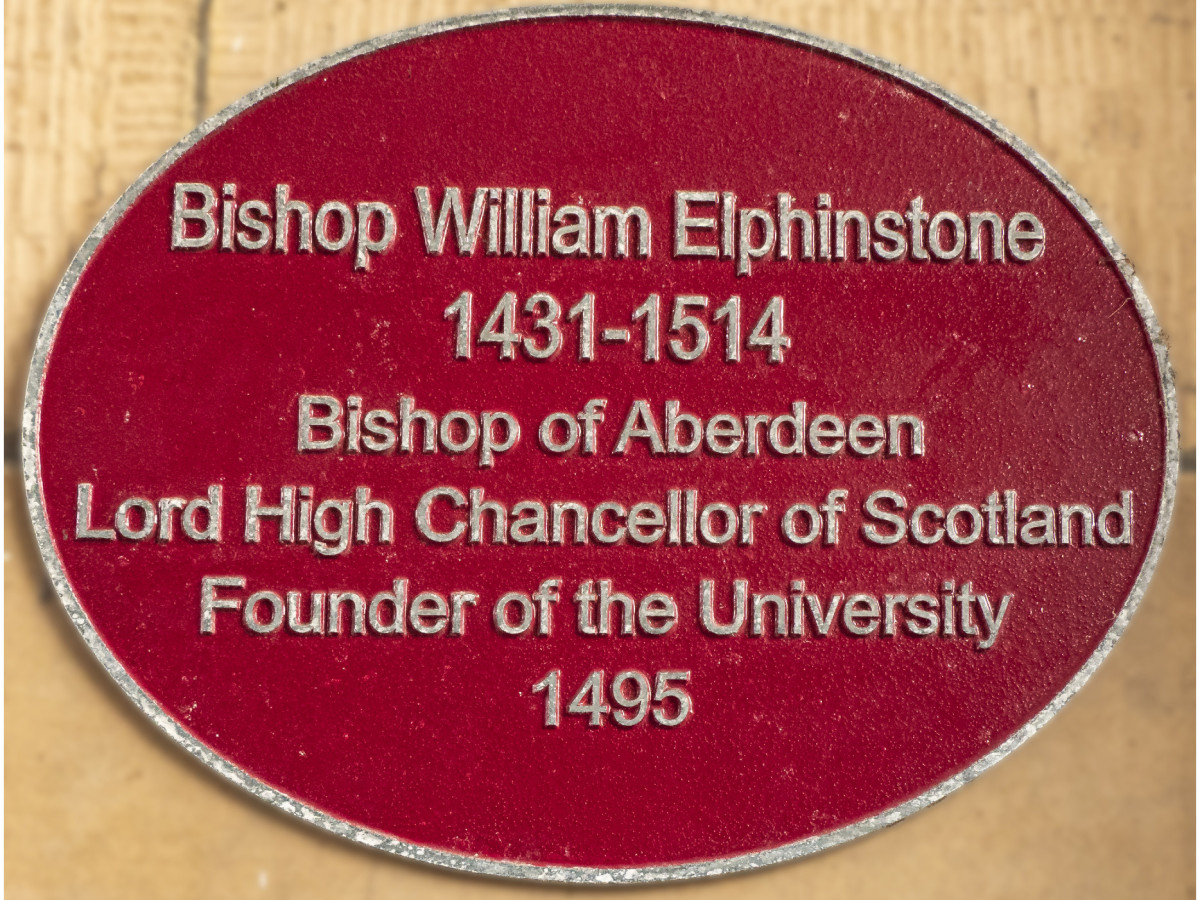 Bishop William Elphinstone
1431-1514
Bishop of Aberdeen
Lord High Chancellor of Scotland
Founder of the University
1495